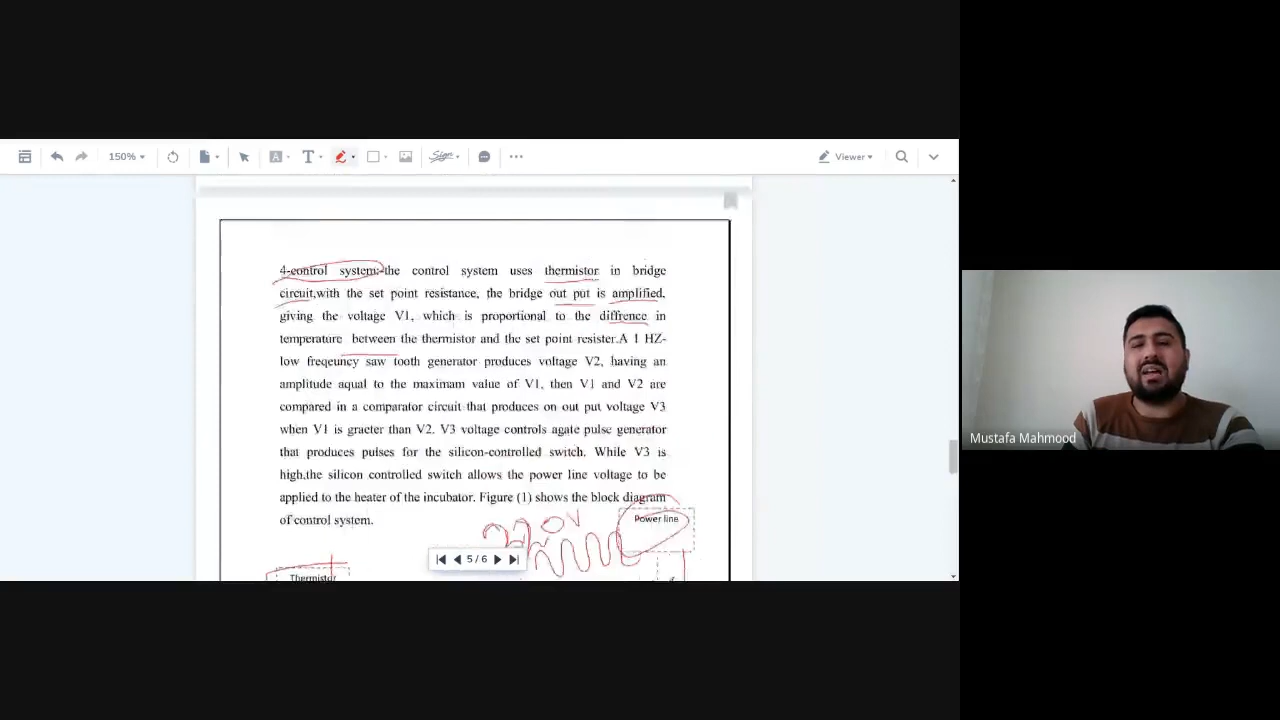 150%
T
Sign
Viewer
4-control system:-the control system uses thermistor in bridge
circuit,with the set point resistance, the bridge out put is amplified,
giving the voltage V1, which is proportional to the diffrence in
temperature between the thermistor and the set point resister.A 1 HZ-
low freqeuncy saw tooth generator produces voltage V2, having an
amplitude aqual to the maximam value of V1, then V1 and V2 are
compared in a comparator circuit that produces on out put voltage V3
when V1 is graeter than V2. V3 voltage controls agate pulse generator
that produces pulses for the silicon-controlled switch. While V3 is
high,the silicon controlled switch allows the power line voltage to be
applied to the heater of the incubator. Figure (1) shows the block diagram
of control system.
220V
Power line
5 / 6
Thermistor
Mustafa Mahmood